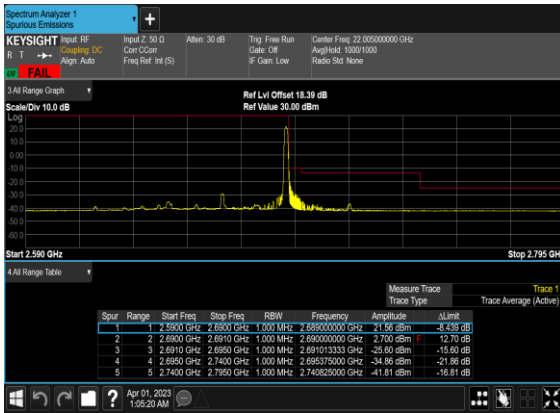 Spectrum Analyzer 1
Spurious Emissions
+
KEYSIGHT Input: RF Input Z: 50 Ω Atten: 30 dB Trig: Free Run Center Freq: 22.005000000 GHz
R T Coupling: DC Corr CCorr Gate: Off Avg|Hold: 1000/1000
Align: Auto Freq Ref: Int (S) IF Gain: Low Radio Std: None
FAIL
3 All Range Graph
Ref Lvl Offset 18.39 dB
Scale/Div 10.0 dB Ref Value 30.00 dBm
Log
20.0
10.0
0.00
-10.0
-20.0
-30.0
-40.0
-50.0
-60.0
Start 2.590 GHz Stop 2.795 GH
4 All Range Table
Measure Trace Trace 1
Trace Type Trace Average (Active)
Spur Range Start Freq Stop Freq RBW Frequency Amplitude ΔLimit
1 1 2.5900 GHz 2.6900 GHz 1.000 MHz 2.689000000 GHz 21.56 dBm -8.439 dB
2 2 2.6900 GHz 2.6910 GHz 1.000 MHz 2.690000000 GHz 2.700 dBm F 12.70 dB
3 3 2.6910 GHz 2.6950 GHz 1.000 MHz 2.691013333 GHz -25.60 dBm -15.60 dB
4 4 2.6950 GHz 2.7400 GHz 1.000 MHz 2.695375000 GHz -34.86 dBm -21.86 dB
5 5 2.7400 GHz 2.7950 GHz 1.000 MHz 2.740825000 GHz -41.81 dBm -16.81 dB
? Apr 01, 2023
1:05:20 AM